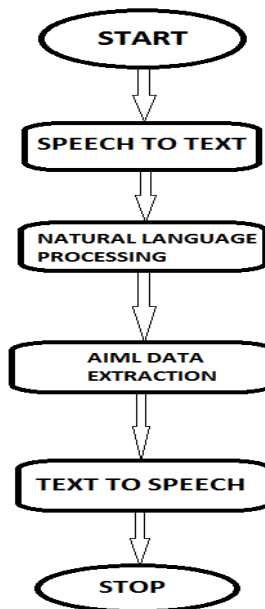 START
SPEECH TO TEXT
NATURAL LANGUAGE
PROCESSING
AIML DATA
EXTRACTION
TEXT TO SPEECH
STOP